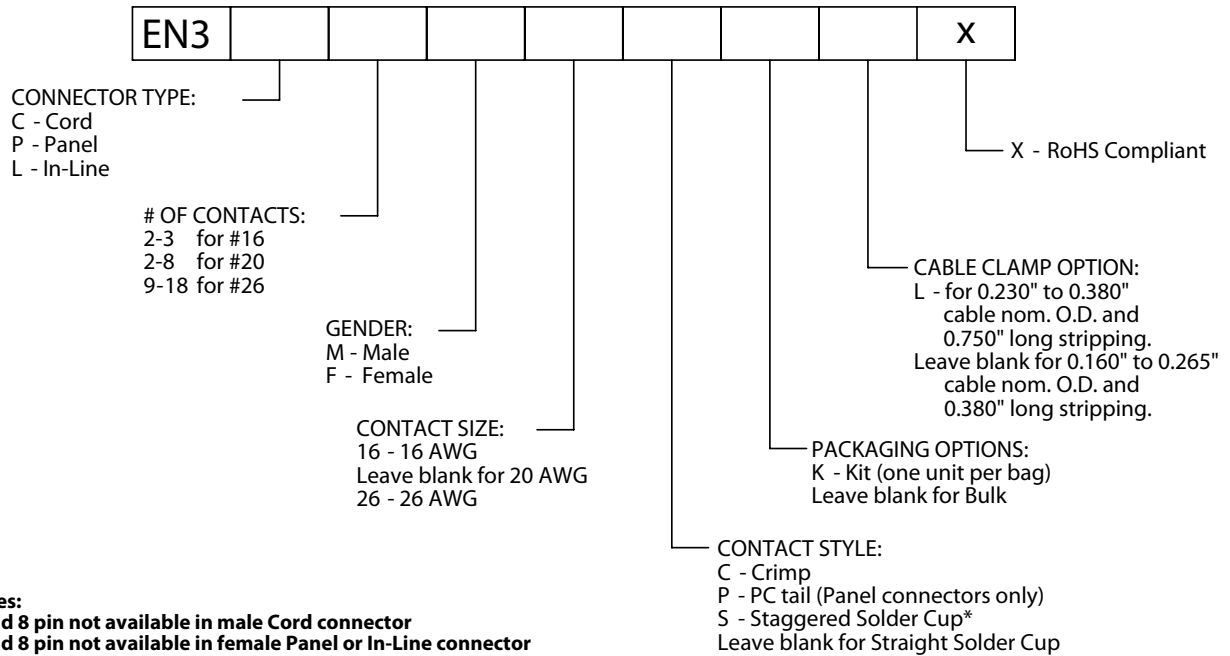 EN3 X
CONNECTOR TYPE:
C - Cord
P - Panel
L - In-Line
X - RoHS Compliant
# OF CONTACTS:
2-3 for #16
2-8 for #20
9-18 for #26
CABLE CLAMP OPTION:
L - for 0.230" to 0.380"
cable nom. O.D. and
0.750" long stripping.
Leave blank for 0.160" to 0.265"
cable nom. O.D. and
0.380" long stripping.
GENDER:
M - Male
F - Female
CONTACT SIZE:
16 - 16 AWG
Leave blank for 20 AWG
26 - 26 AWG
PACKAGING OPTIONS:
K - Kit (one unit per bag)
Leave blank for Bulk
CONTACT STYLE:
C - Crimp
P - PC tail (Panel connectors only)
S - Staggered Solder Cup*
Leave blank for Straight Solder Cup
8 pin not available in male Cord connector
8 pin not available in female Panel or In-Line connector